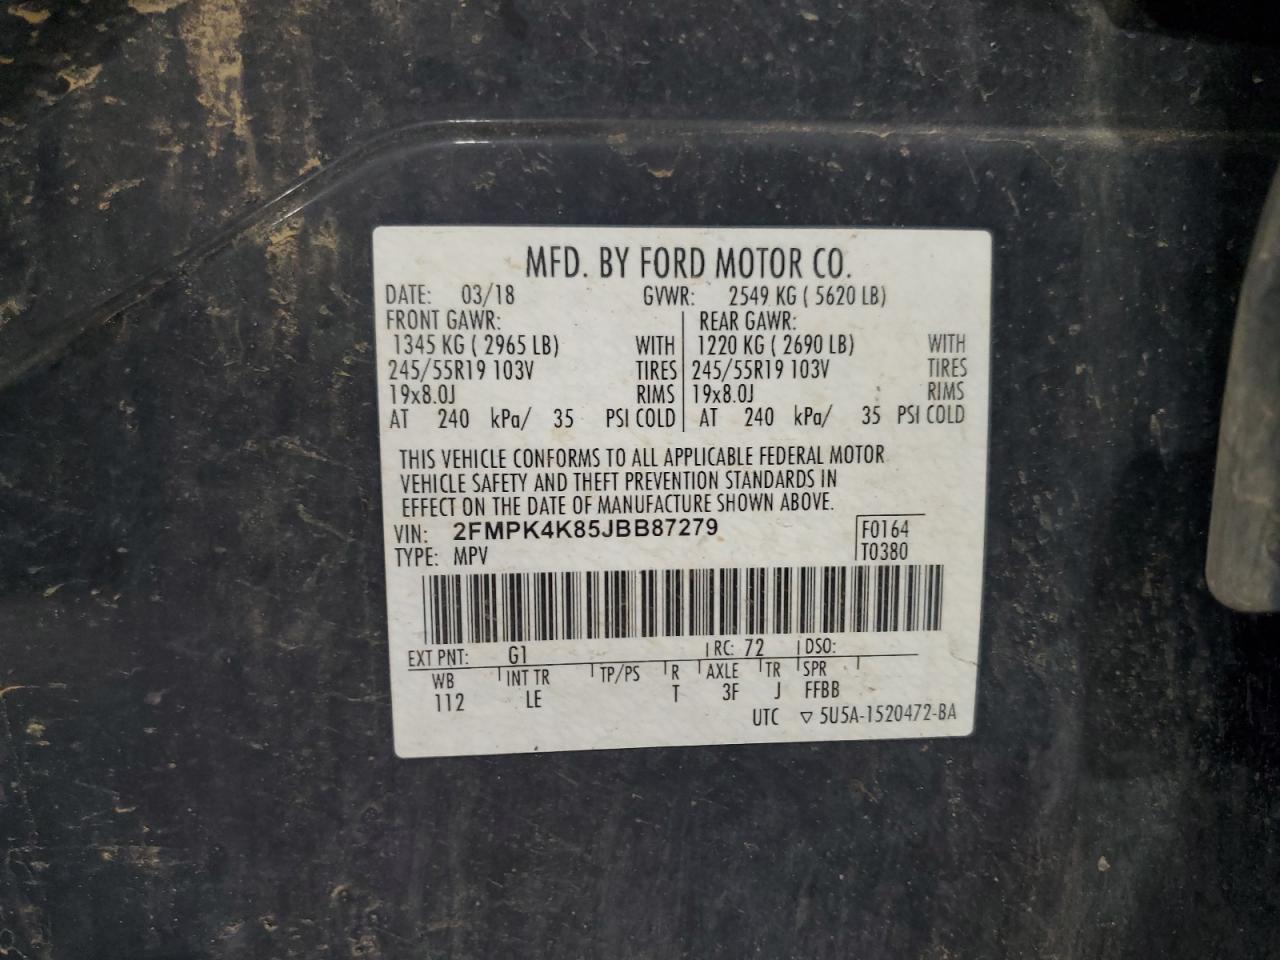 MFD. BY FORD MOTOR CO.
DATE: 03/18 GVWR: 2549 KG ( 5620 LB)
FRONT GAWR: REAR GAWR:
1345 KG ( 2965 LB) WITH 1220 KG ( 2690 LB) WITH
245/55R19 103V TIRES 245/55R19 103V TIRES
19x8.0J RIMS 19x8.0J RIMS
AT 240 kPa/ 35 PSI COLD AT 240 kPa/ 35 PSI COLD
THIS VEHICLE CONFORMS TO ALL APPLICABLE FEDERAL MOTOR
VEHICLE SAFETY AND THEFT PREVENTION STANDARDS IN
EFFECT ON THE DATE OF MANUFACTURE SHOWN ABOVE.
VIN: 2FMPK4K85JBB87279 F0164
TYPE: MPV T0380
EXT PNT: G1 RC: 72 DSO:
WB INT TR TP/PS R AXLE TR SPR
112 LE T 3F J FFBB
UTC ▽ 5U5A-1520472-BA